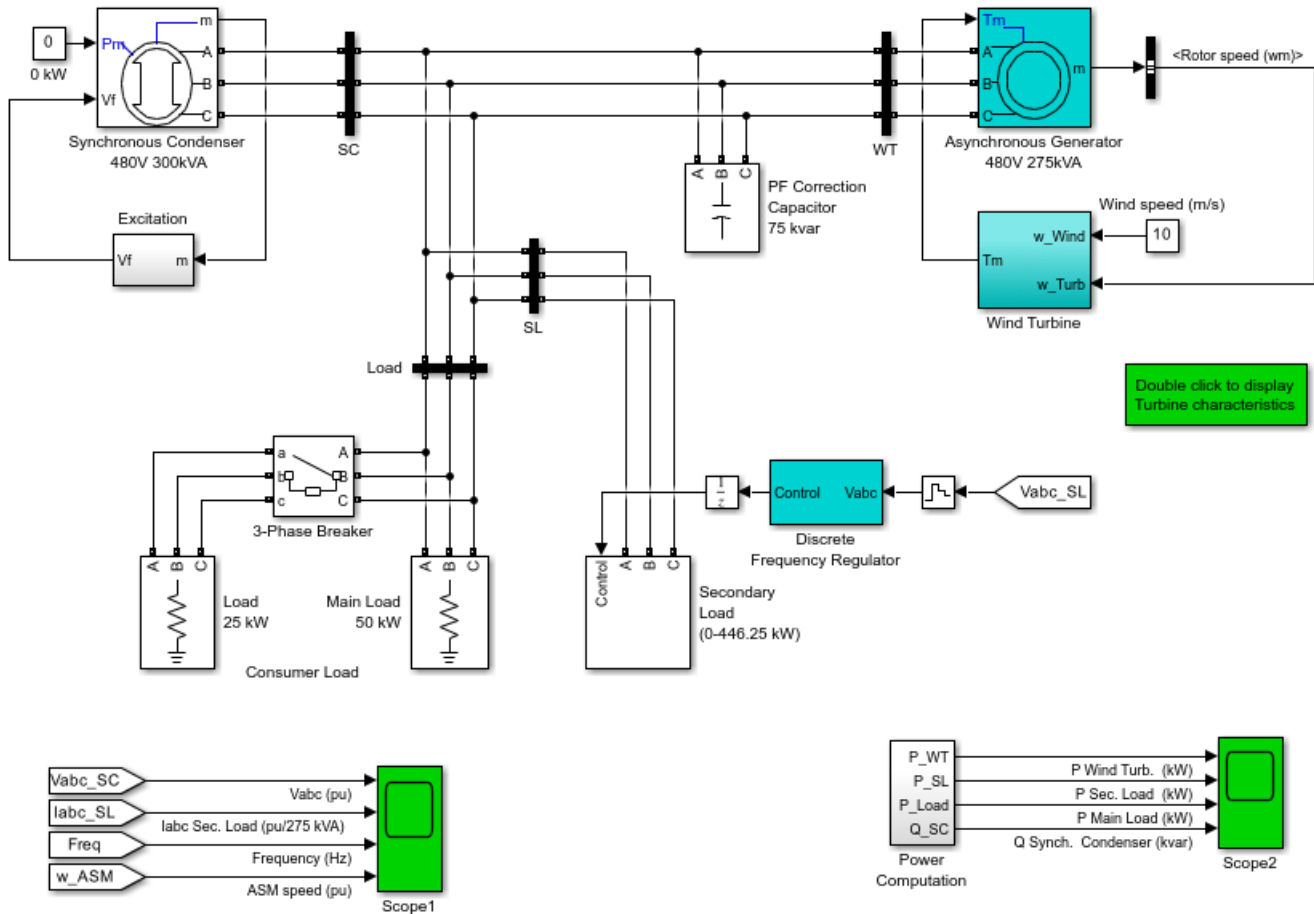 0
0 kW
Pm
Vf
m
A
B
C
Synchronous Condenser
480V 300kVA
SC
Excitation
Vf
m
A
B
C
PF Correction
Capacitor
75 kvar
WT
Tm
A
B
C
m
Asynchronous Generator
480V 275kVA
<Rotor speed (wm)>
Wind speed (m/s)
10
w_Wind
Tm
w_Turb
Wind Turbine
SL
Load
Double click to display
Turbine characteristics
a
b
c
A
B
C
3-Phase Breaker
A
B
C
Load
25 kW
A
B
C
Main Load
50 kW
Consumer Load
Control
A
B
C
Secondary
Load
(0-446.25 kW)
1
z
Control
Vabc
Discrete
Frequency Regulator
Vabc_SL
Vabc_SC
Iabc_SL
Freq
w_ASM
Vabc (pu)
Iabc Sec. Load (pu/275 kVA)
Frequency (Hz)
ASM speed (pu)
Scope1
P_WT
P_SL
P_Load
Q_SC
Power
Computation
P Wind Turb. (kW)
P Sec. Load (kW)
P Main Load (kW)
Q Synch. Condenser (kvar)
Scope2